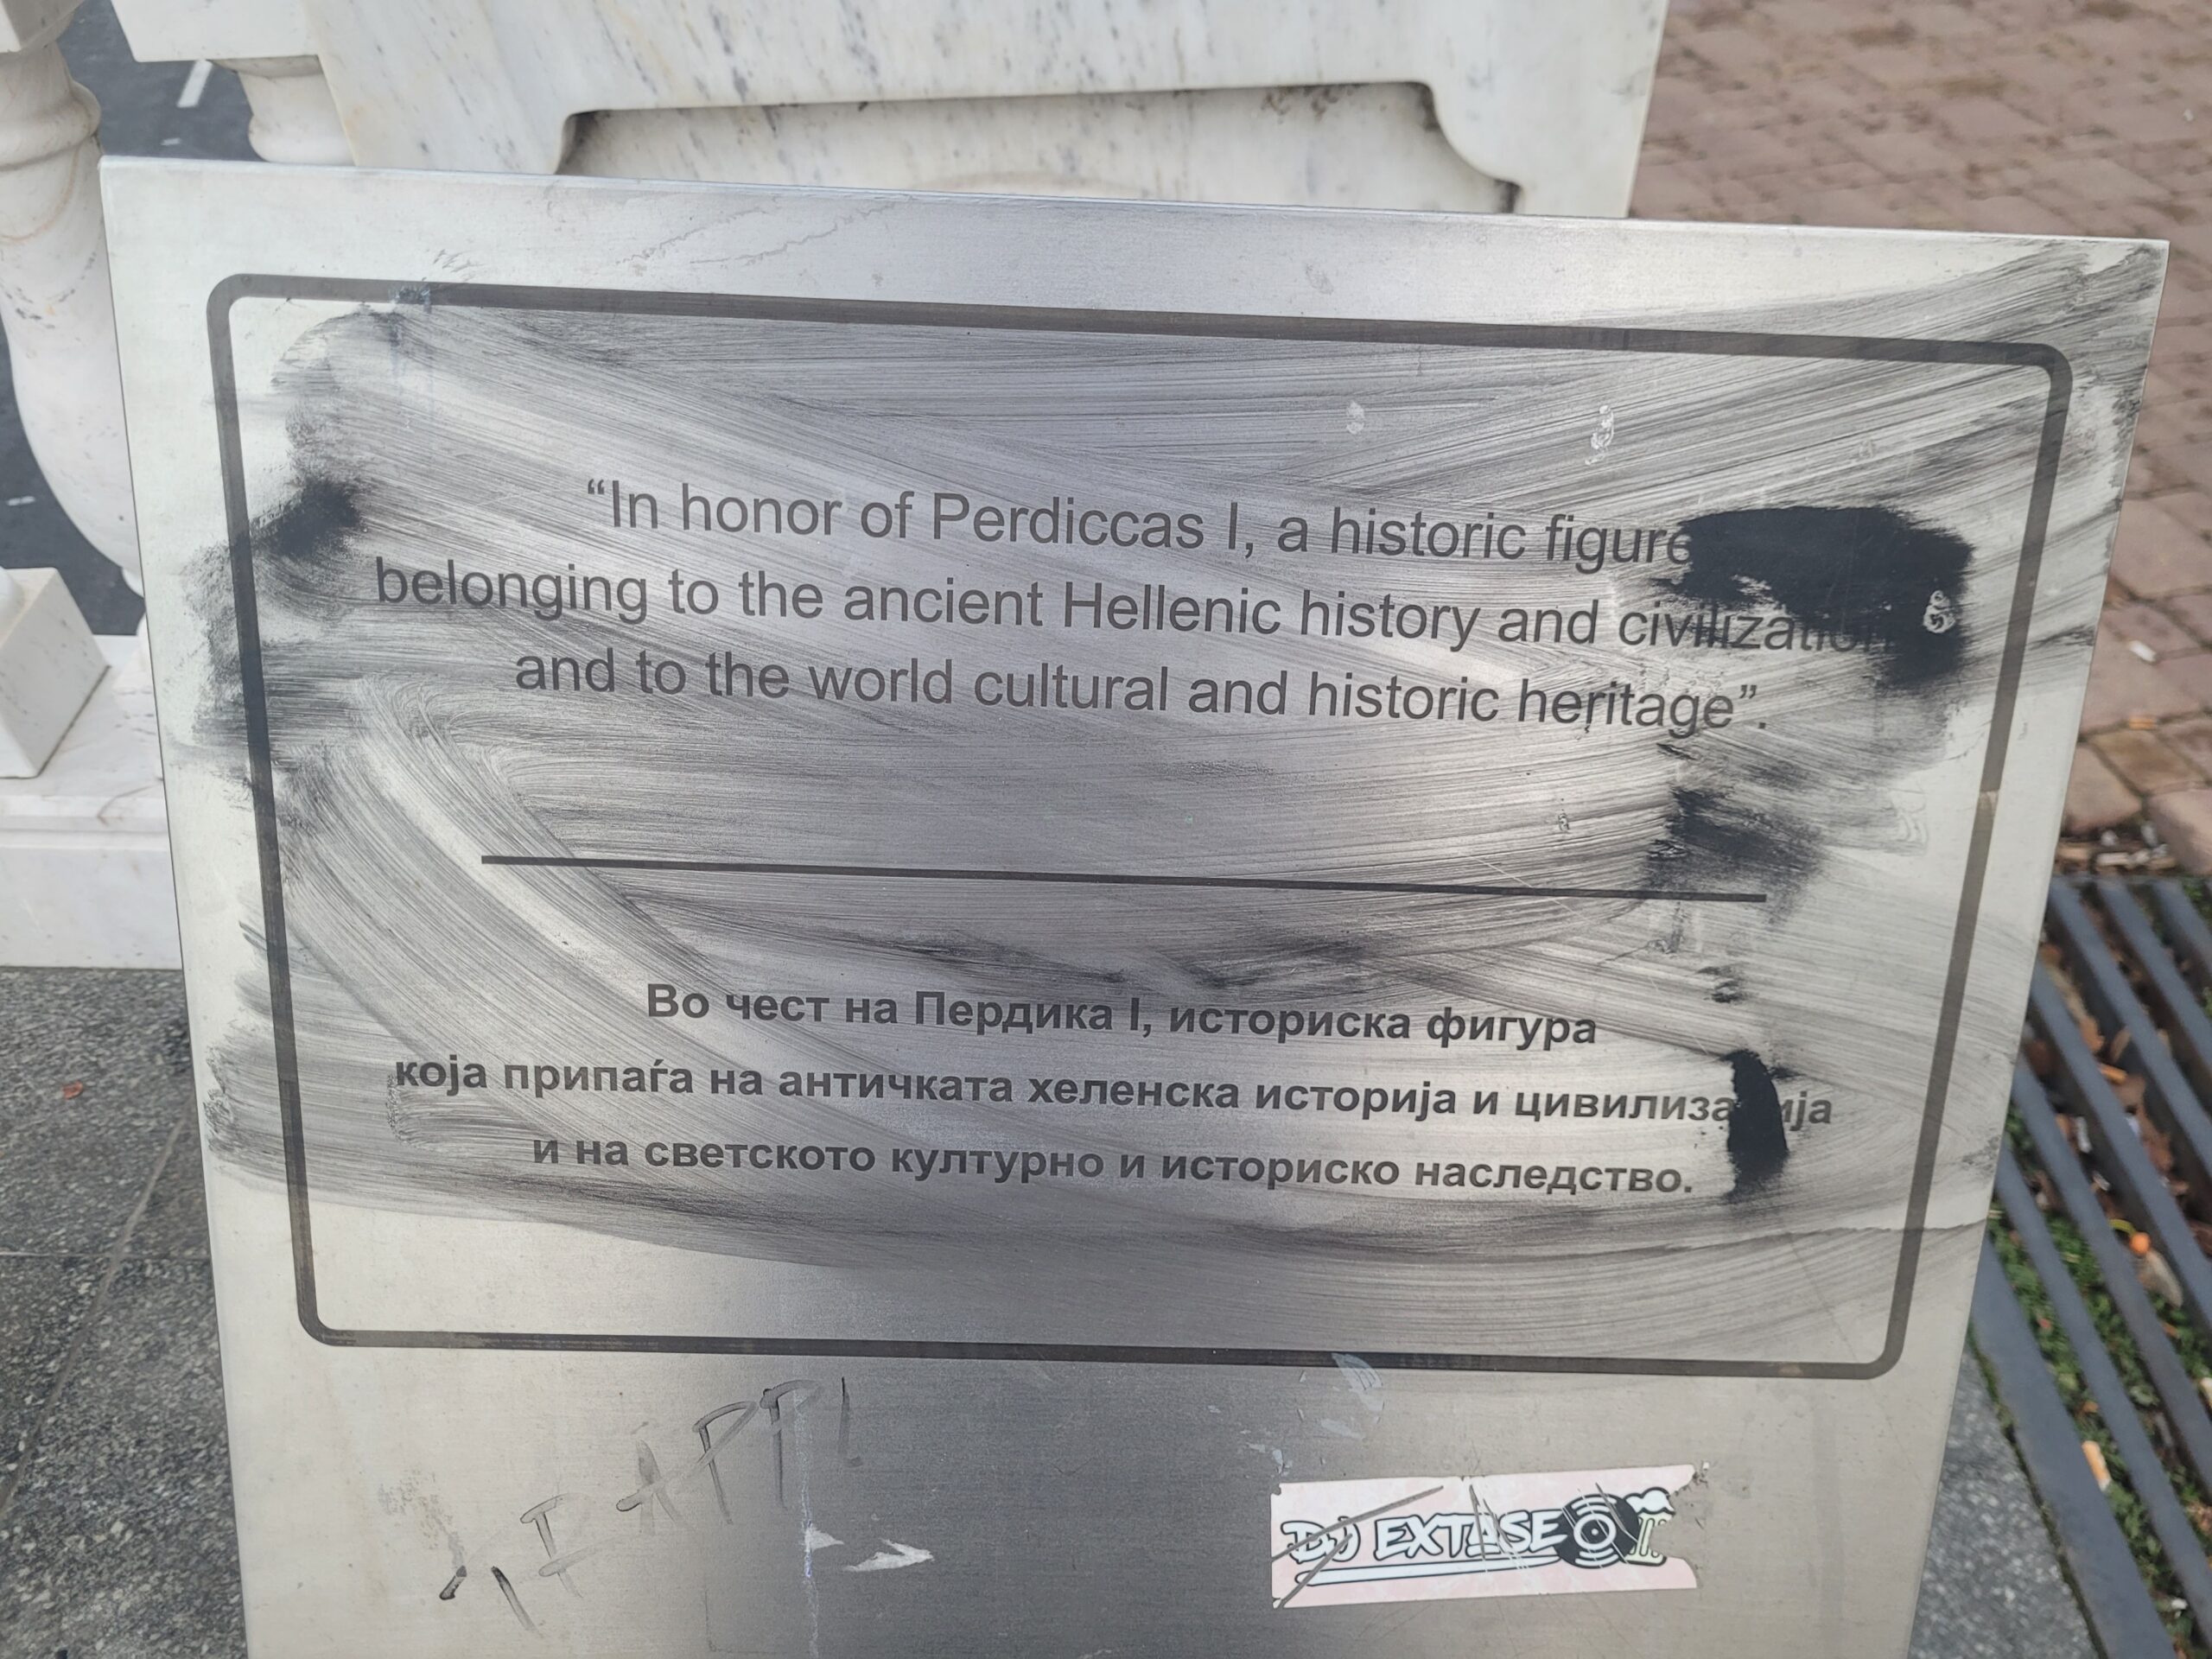 “In honor of Perdiccas I, a historic figure
belonging to the ancient Hellenic history and civilization
and to the world cultural and historic heritage”.
Во чест на Пердика I, историска фигура
која припаѓа на античката хеленска историја и цивилизација
и на светското културно и историско наследство.
DJ EXTASE